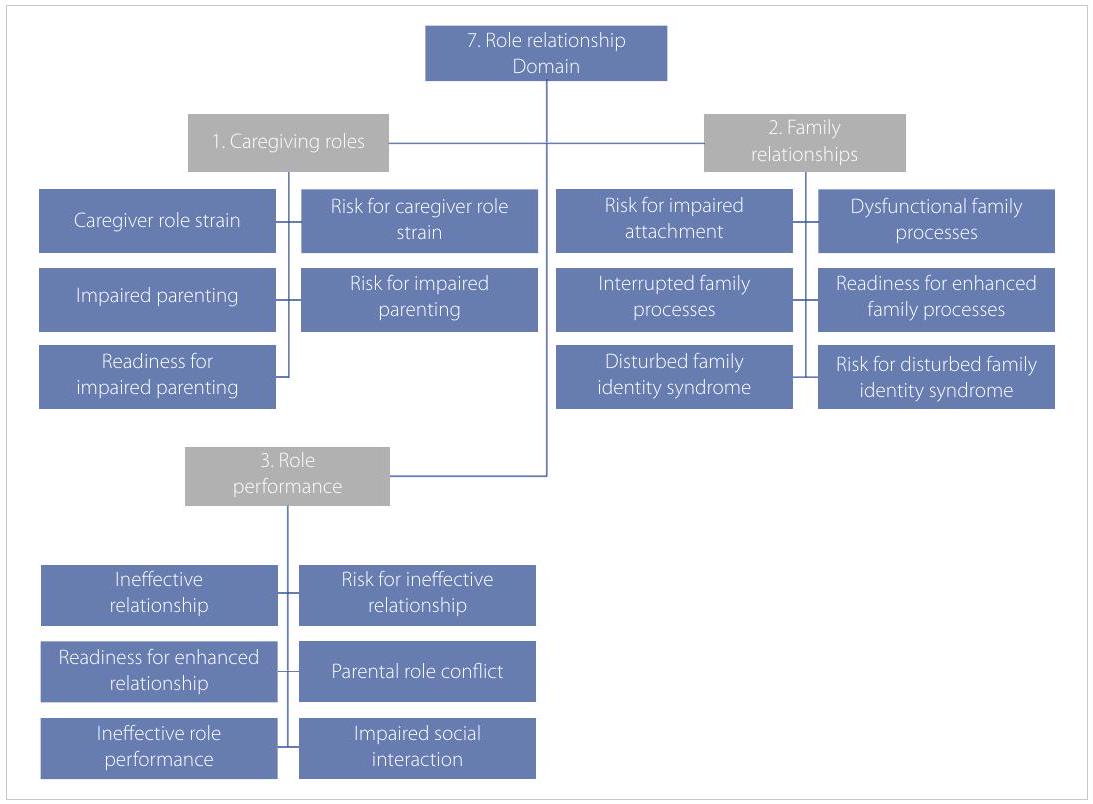 7. Role relationship
Domain
1. Caregiving roles
2. Family
relationships
Caregiver role strain
Risk for caregiver role
strain
Risk for impaired
attachment
Dysfunctional family
processes
Impaired parenting
Risk for impaired
parenting
Interrupted family
processes
Readiness for enhanced
family processes
Readiness for
impaired parenting
Disturbed family
identity syndrome
Risk for disturbed family
identity syndrome
3. Role
performance
Ineffective
relationship
Risk for ineffective
relationship
Readiness for enhanced
relationship
Parental role conflict
Ineffective role
performance
Impaired social
interaction